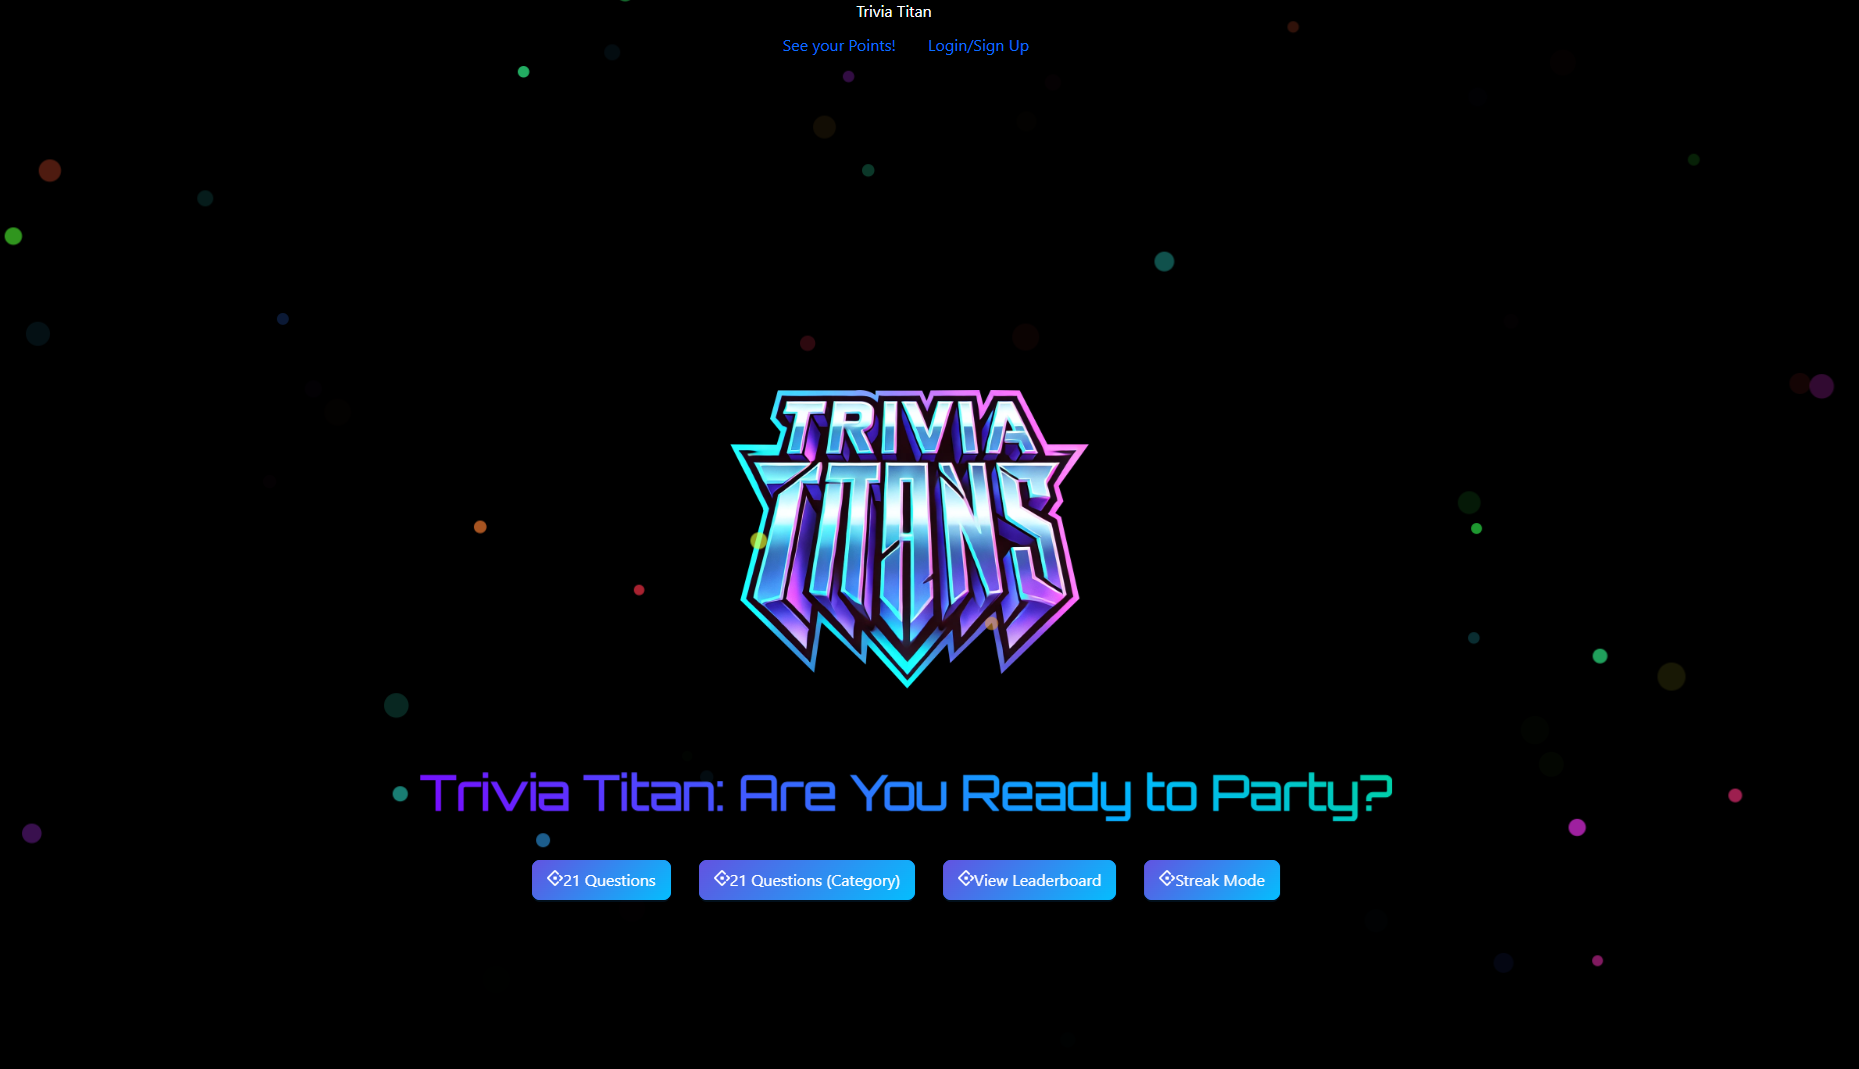 Trivia Titan
See your Points! Login/Sign Up
TRIVIA
TITANS
Trivia Titan: Are You Ready to Party?
21 Questions 21 Questions (Category) View Leaderboard Streak Mode